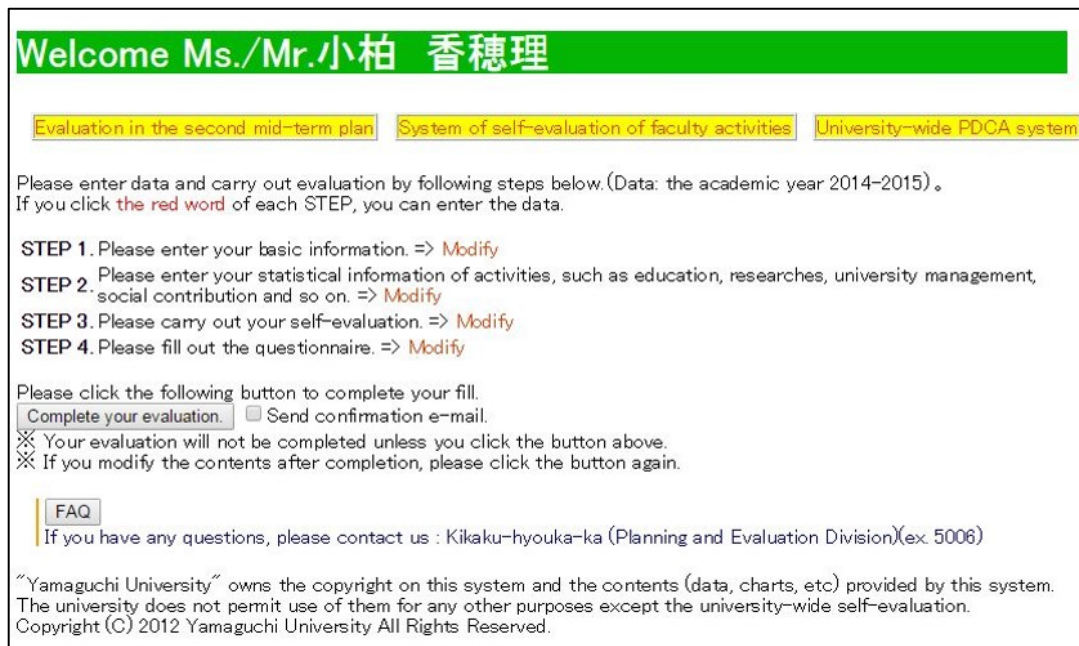 Welcome Ms./Mr.小柏　香穂理
Evaluation in the second mid-term plan System of self-evaluation of faculty activities University-wide PDCA system
Please enter data and carry out evaluation by following steps below.(Data: the academic year 2014-2015) 。
If you click the red word of each STEP, you can enter the data.
STEP 1. Please enter your basic information. => Modify
STEP 2. Please enter your statistical information of activities, such as education, researches, university management,
social contribution and so on. => Modify
STEP 3. Please carry out your self-evaluation. => Modify
STEP 4. Please fill out the questionnaire. => Modify
Please click the following button to complete your fill.
Complete your evaluation. Send confirmation e-mail.
※ Your evaluation will not be completed unless you click the button above.
※ If you modify the contents after completion, please click the button again.
FAQ
If you have any questions, please contact us : Kikaku-hyouka-ka (Planning and Evaluation Division)(ex. 5006)
"Yamaguchi University" owns the copyright on this system and the contents (data, charts, etc) provided by this system.
The university does not permit use of them for any other purposes except the university-wide self-evaluation.
Copyright (C) 2012 Yamaguchi University All Rights Reserved.